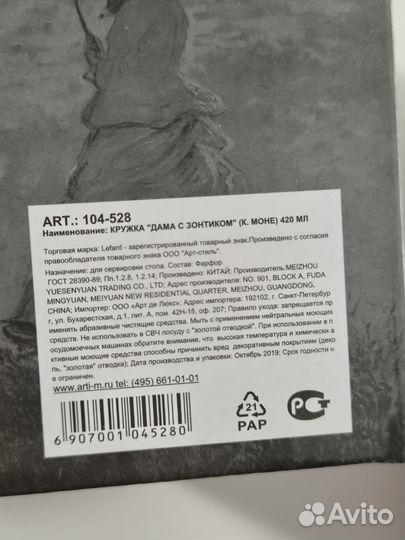 ART.: 104-528
Наименование: КРУЖКА "ДАМА С ЗОНТИКОМ" (К. МОНЕ) 420 МЛ
Торговая марка: Lefard - зарегистрированный товарный знак.Произведено с согласия
правообладателя товарного знака ООО "Арт-стиль"
Назначение: для сервировки стола. Состав: Фарфор
ГОСТ 28390-89; Пп.1.2.8, 1.2.14; Произведено: КИТАЙ; Производитель:MEIZHOU
YUESENYUAN TRADING CO., LTD; Адрес производителя: NO. 901, BLOCK A, FUDA
MINGYUAN, MEIYUAN NEW RESIDENTIAL QUARTER, MEIZHOU, GUANGDONG,
CHINA; Импортер: ООО «Арт де Люкс»; Адрес импортера: 192102, г. Санкт-Петербур
г, ул. Бухарестская, д.1, лит. А, пом. 42Н-15, оф. 207; Правило ухода: запрещается пр
именять абразивные чистящие средства. Мыть с применением нейтральных моющих
средств. Не использовать в СВЧ посуду с "золотой отводкой". При использовании в п
осудомоечных машинах обратите внимание, что высокая температура и химически а
ктивные моющие средства способны причинить вред декоративным покрытиям (деко
ль, "золотая" отводка). Дата производства и упаковки: Октябрь 2019; Срок годности н
е ограничен.
www.arti-m.ru tel: (495) 661-01-01
6 907001 045280
21
PAP
РСТ
Avito